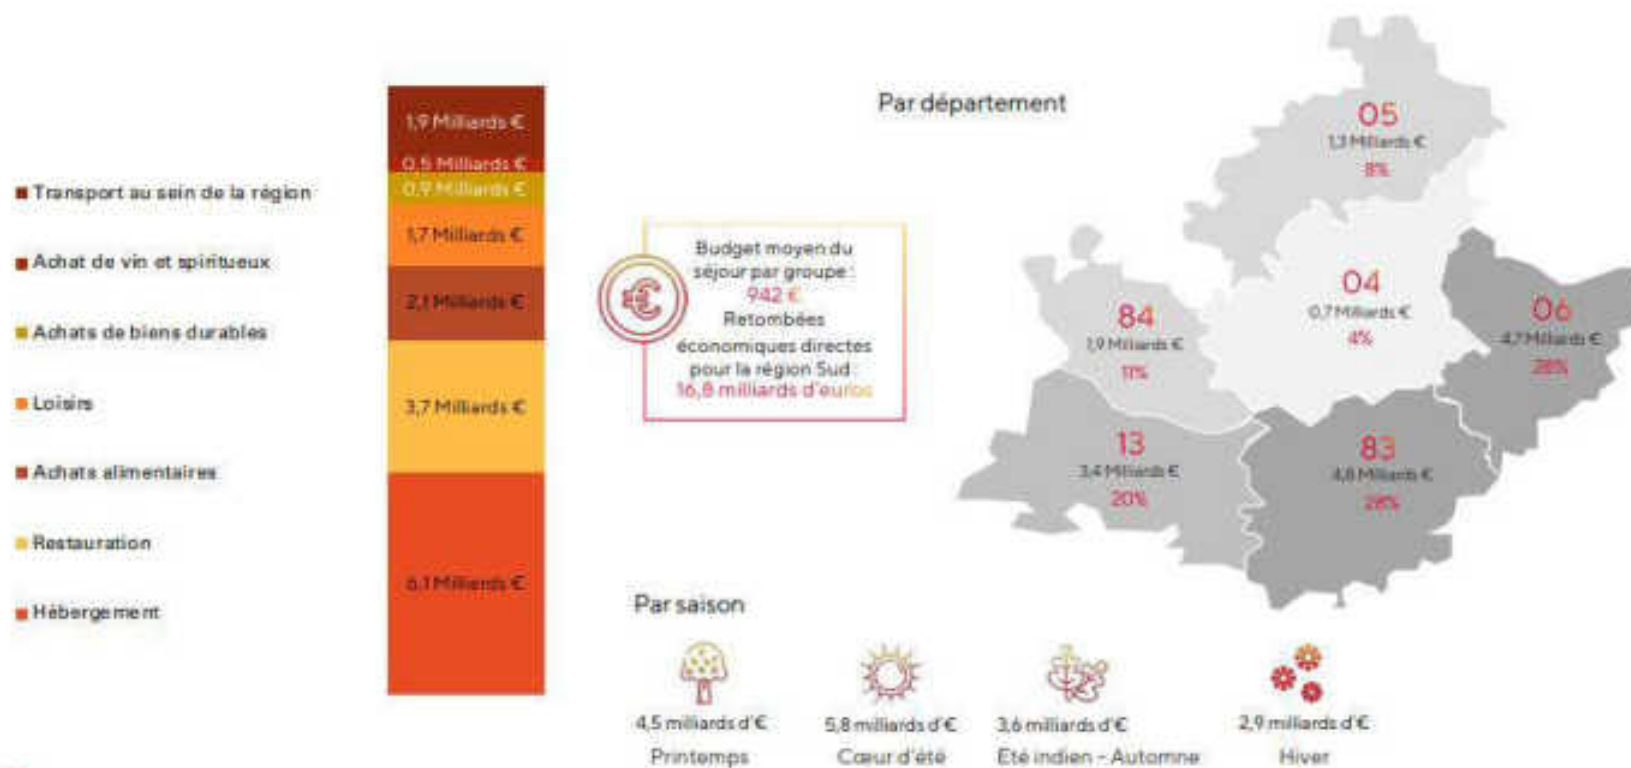 Transport au sein de la région
Achat de vin et spiritueux
Achats de biens durables
Loisirs
Achats alimentaires
Restauration
Hébergement
1,9 Milliards €
0,5 Milliards €
0,9 Milliards €
1,7 Milliards €
2,1 Milliards €
3,7 Milliards €
6,1 Milliards €
Budget moyen du
séjour par groupe :
942 €
Retombées
économiques directes
pour la région Sud :
16,8 milliards d'euros
Par département
05
1,3 Milliards €
8%
04
0,7 Milliards €
4%
06
4,7 Milliards €
28%
84
1,9 Milliards €
11%
13
3,4 Milliards €
20%
83
4,8 Milliards €
28%
Par saison
4,5 milliards d'€
Printemps
5,8 milliards d'€
Cœur d'été
3,6 milliards d'€
Eté indien - Automne
2,9 milliards d'€
Hiver